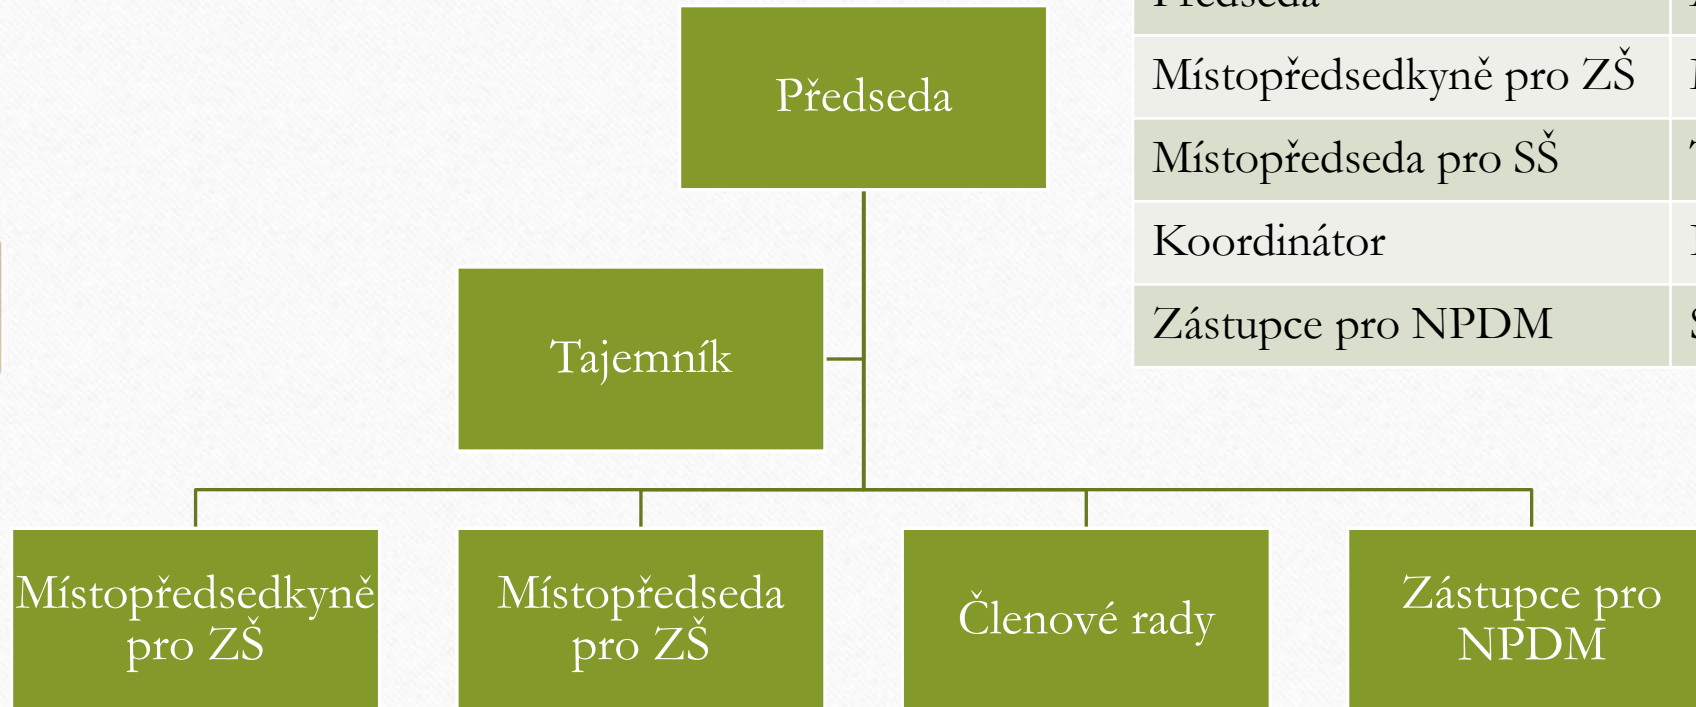 Předseda
Tajemník
Místopředsedkyně
pro ZŠ
Místopředseda
pro ZŠ
Členové rady
Zástupce pro
NPDM
Předseda
Místopředsedkyně pro ZŠ
Místopředseda pro SŠ
Koordinátor
Zástupce pro NPDM